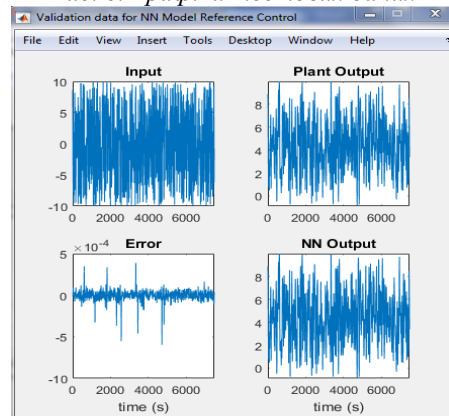 Validation data for NN Model Reference Control
File Edit View Insert Tools Desktop Window Help
Input
10
5
0
-5
-10
0 2000 4000 6000
Plant Output
8
6
4
2
0
0 2000 4000 6000
Error
×10⁻⁴
5
0
-5
-10
0 2000 4000 6000
time (s)
NN Output
8
6
4
2
0
0 2000 4000 6000
time (s)